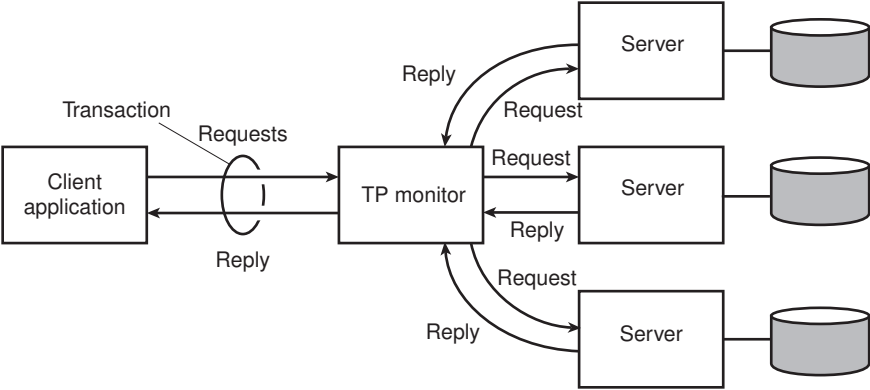 Transaction
Requests
Client
application
Reply
TP monitor
Reply
Request
Server
Request
Reply
Server
Request
Reply
Server